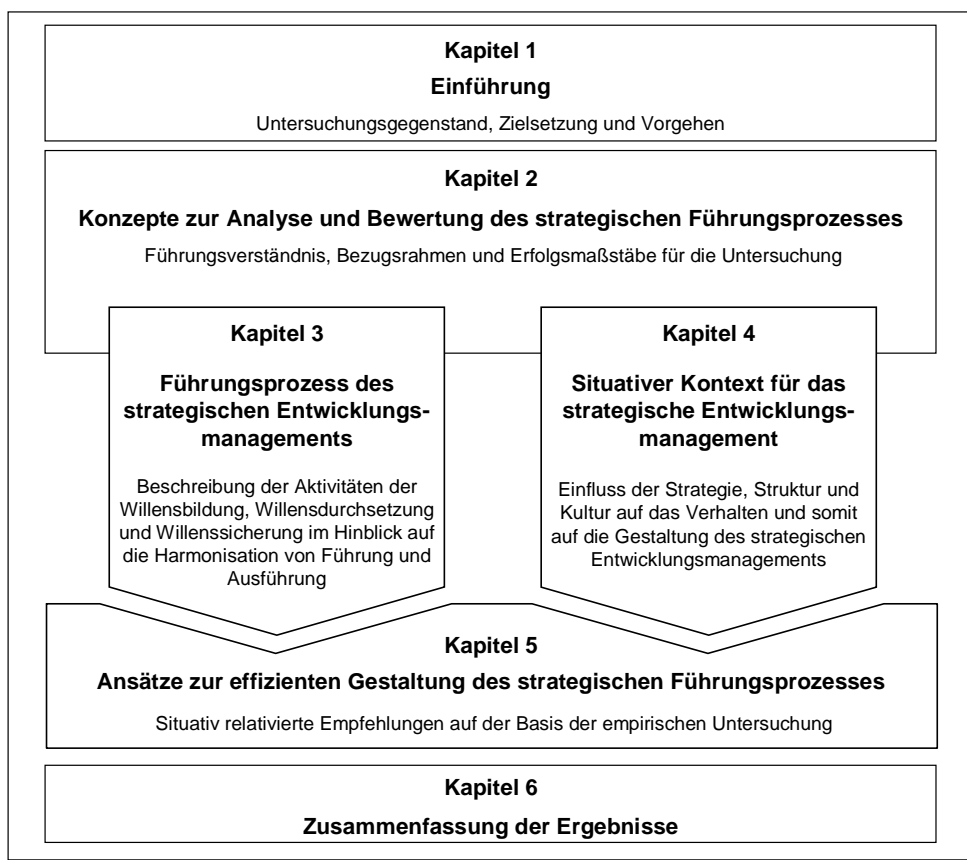 Kapitel 1
Einführung
Untersuchungsgegenstand, Zielsetzung und Vorgehen
Kapitel 2
Konzepte zur Analyse und Bewertung des strategischen Führungsprozesses
Führungsverständnis, Bezugsrahmen und Erfolgsmaßstäbe für die Untersuchung
Kapitel 3
Führungsprozess des
strategischen Entwicklungs-
managements
Beschreibung der Aktivitäten der
Willensbildung, Willensdurchsetzung
und Willenssicherung im Hinblick auf
die Harmonisation von Führung und
Ausführung
Kapitel 4
Situativer Kontext für das
strategische Entwicklungs-
management
Einfluss der Strategie, Struktur und
Kultur auf das Verhalten und somit
auf die Gestaltung des strategischen
Entwicklungsmanagements
Kapitel 5
Ansätze zur effizienten Gestaltung des strategischen Führungsprozesses
Situativ relativierte Empfehlungen auf der Basis der empirischen Untersuchung
Kapitel 6
Zusammenfassung der Ergebnisse